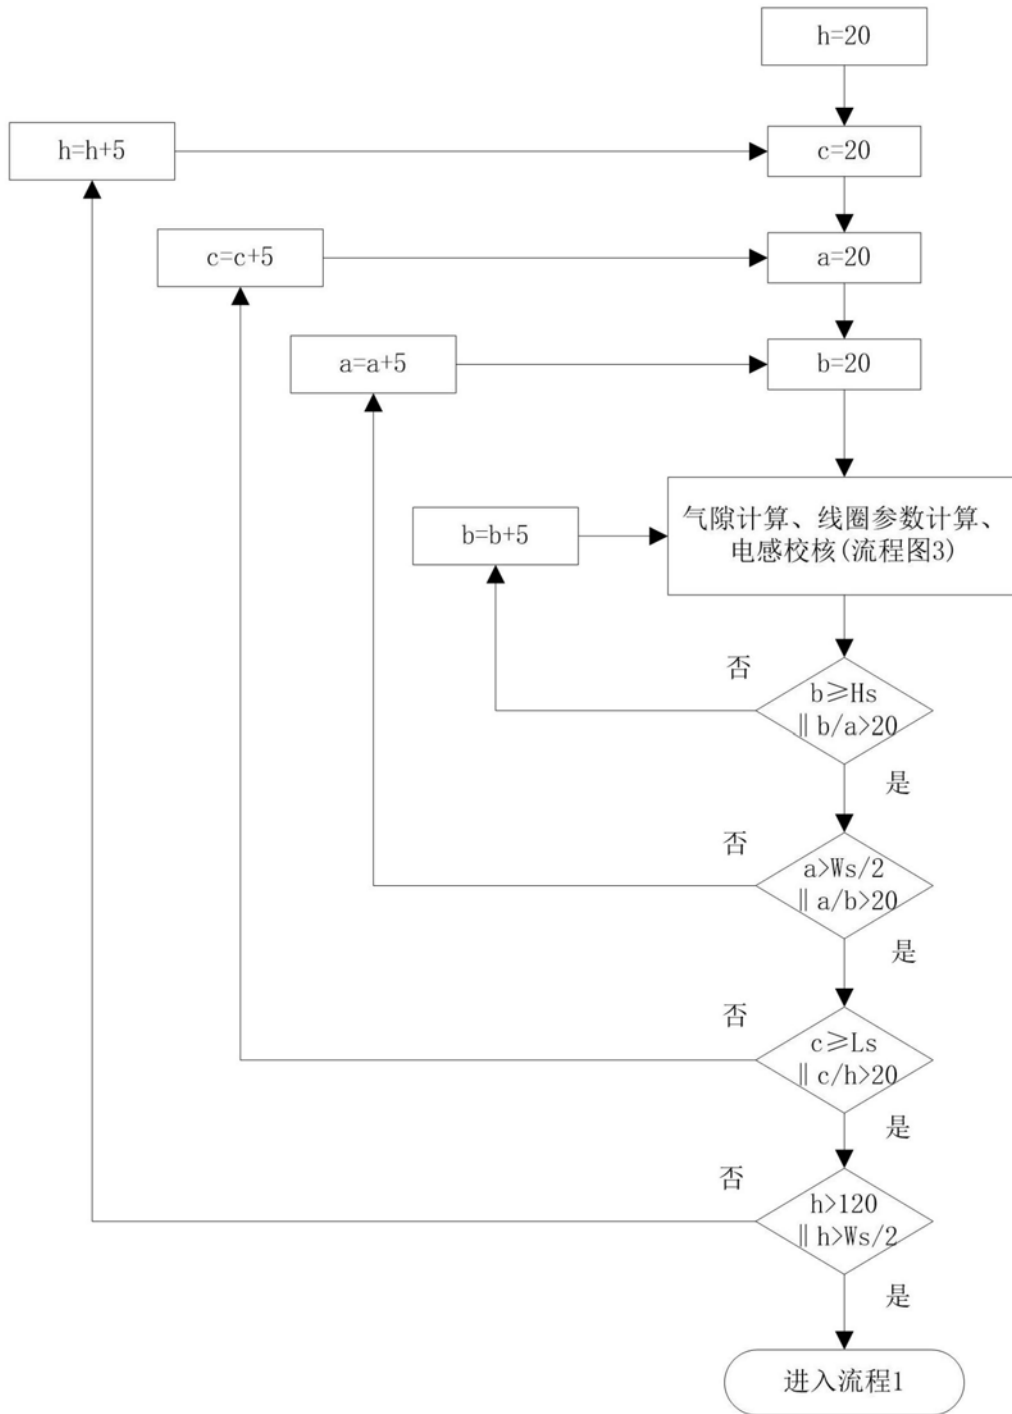 h=20
h=h+5
c=20
c=c+5
a=20
a=a+5
b=20
b=b+5
气隙计算、线圈参数计算、
电感校核(流程图3)
否
b≥Hs
‖b/a>20
是
否
a>Ws/2
‖a/b>20
是
否
c≥Ls
‖c/h>20
是
否
h>120
‖h>Ws/2
是
进入流程1